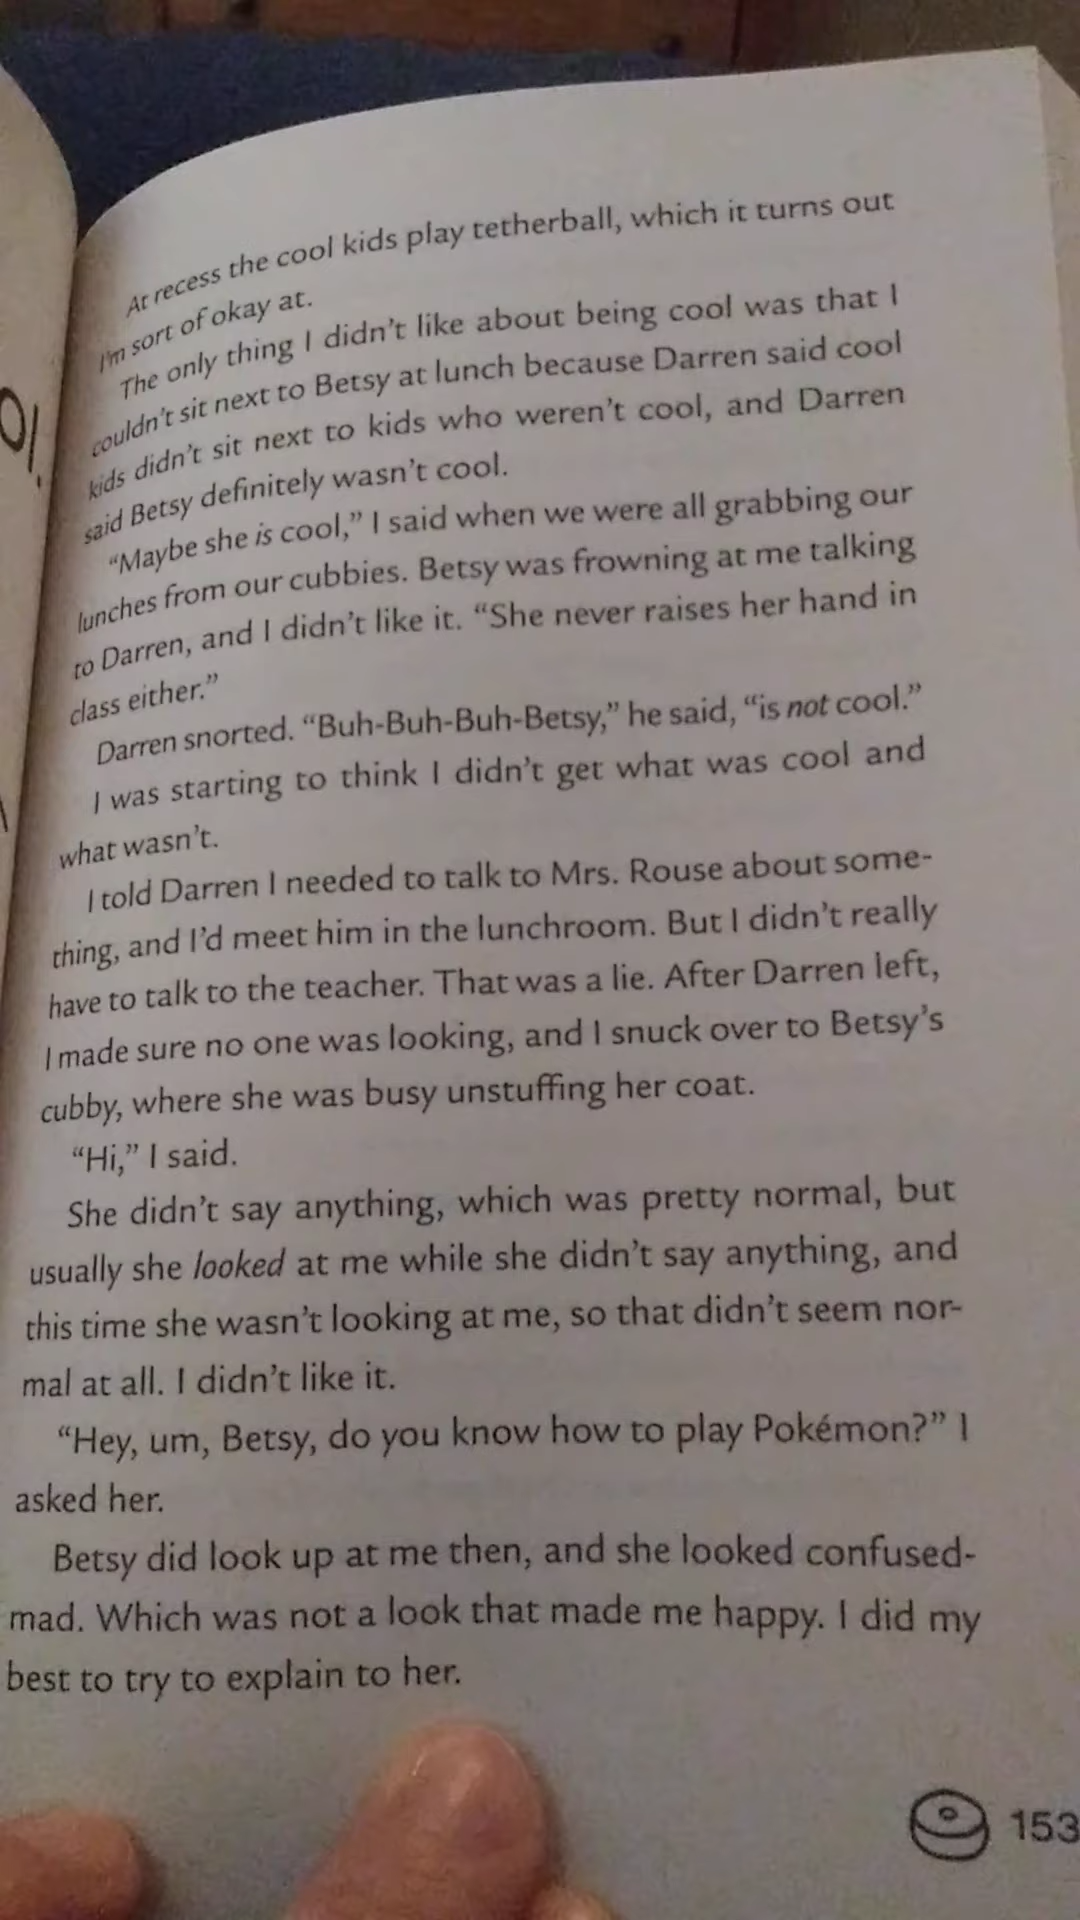 At recess the cool kids play tetherball, which it turns out
I'm sort of okay at.
The only thing I didn't like about being cool was that I
couldn't sit next to Betsy at lunch because Darren said cool
kids didn't sit next to kids who weren't cool, and Darren
said Betsy definitely wasn't cool.
“Maybe she is cool,” I said when we were all grabbing our
lunches from our cubbies. Betsy was frowning at me talking
to Darren, and I didn't like it. “She never raises her hand in
class either.”
Darren snorted. “Buh-Buh-Buh-Betsy,” he said, “is not cool.”
I was starting to think I didn't get what was cool and
what wasn't.
I told Darren I needed to talk to Mrs. Rouse about some-
thing, and I'd meet him in the lunchroom. But I didn't really
have to talk to the teacher. That was a lie. After Darren left,
I made sure no one was looking, and I snuck over to Betsy's
cubby, where she was busy unstuffing her coat.
“Hi,” I said.
She didn't say anything, which was pretty normal, but
usually she looked at me while she didn't say anything, and
this time she wasn't looking at me, so that didn't seem nor-
mal at all. I didn't like it.
“Hey, um, Betsy, do you know how to play Pokémon?” I
asked her.
Betsy did look up at me then, and she looked confused-
mad. Which was not a look that made me happy. I did my
best to try to explain to her.
153